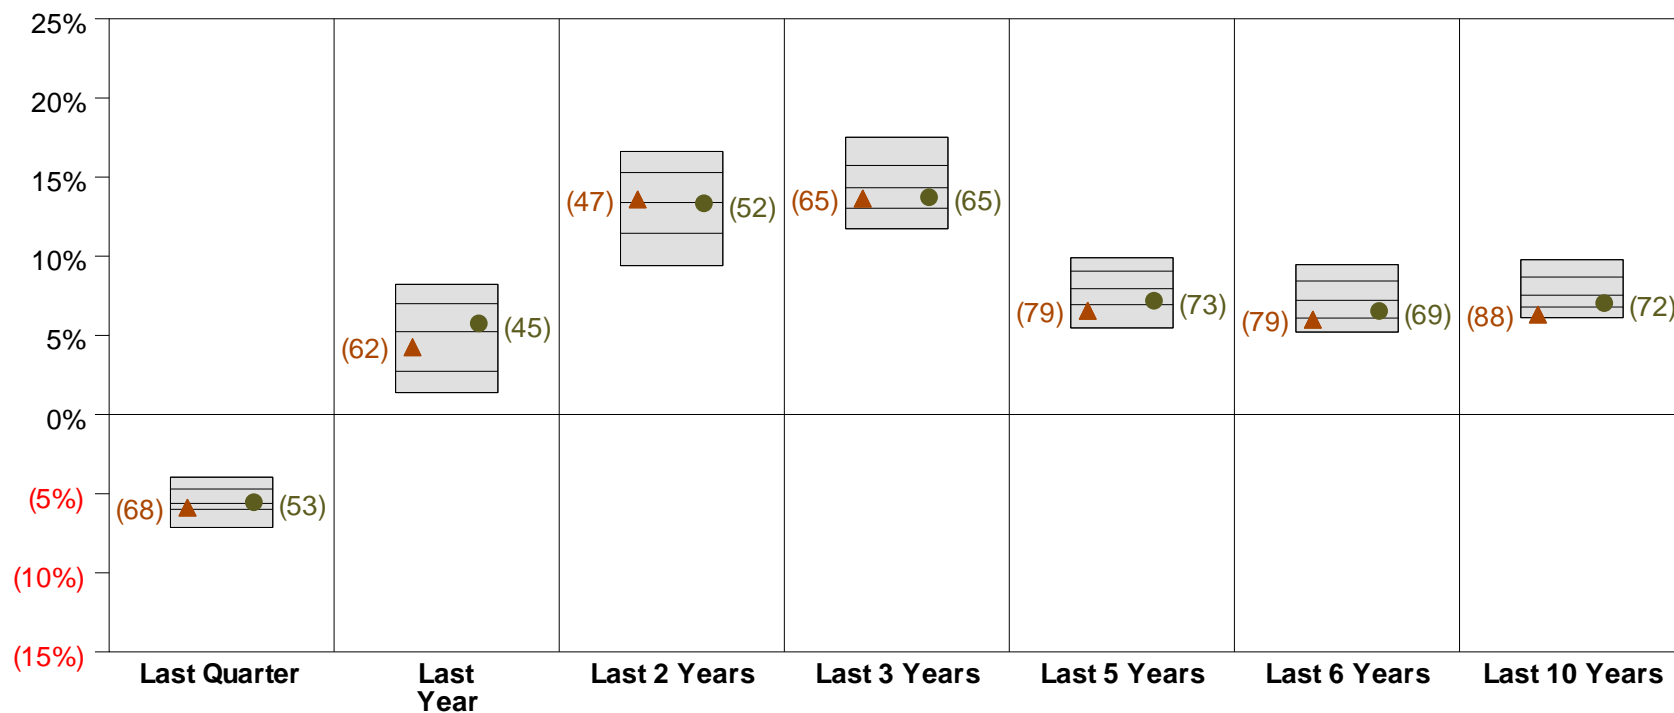 25%
20%
15%
10%
5%
0%
(5%)
(10%)
(15%)
(68) (53)
(62) (45)
(47) (52)
(65) (65)
(79) (73)
(79) (69)
(88) (72)
Last Quarter
Last
Year
Last 2 Years
Last 3 Years
Last 5 Years
Last 6 Years
Last 10 Years